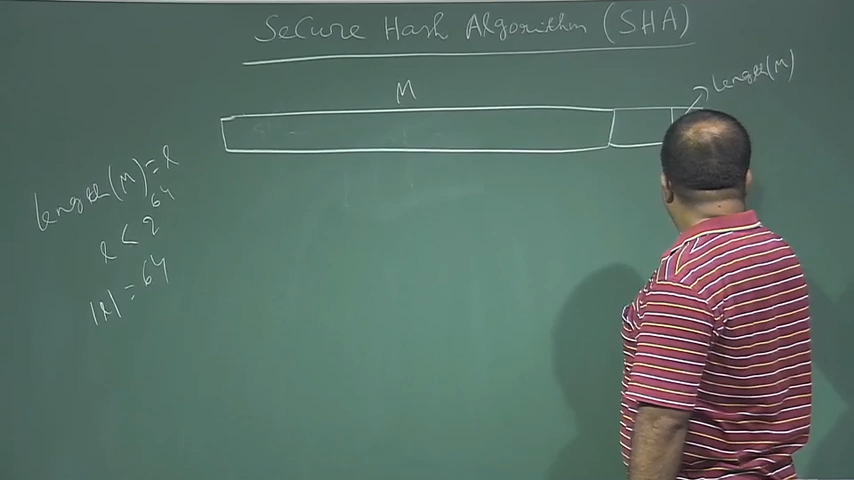 Secure Hash Algorithm (SHA)
M
Length(M)
Length(M) = l
l < 2^64
|l| = 64